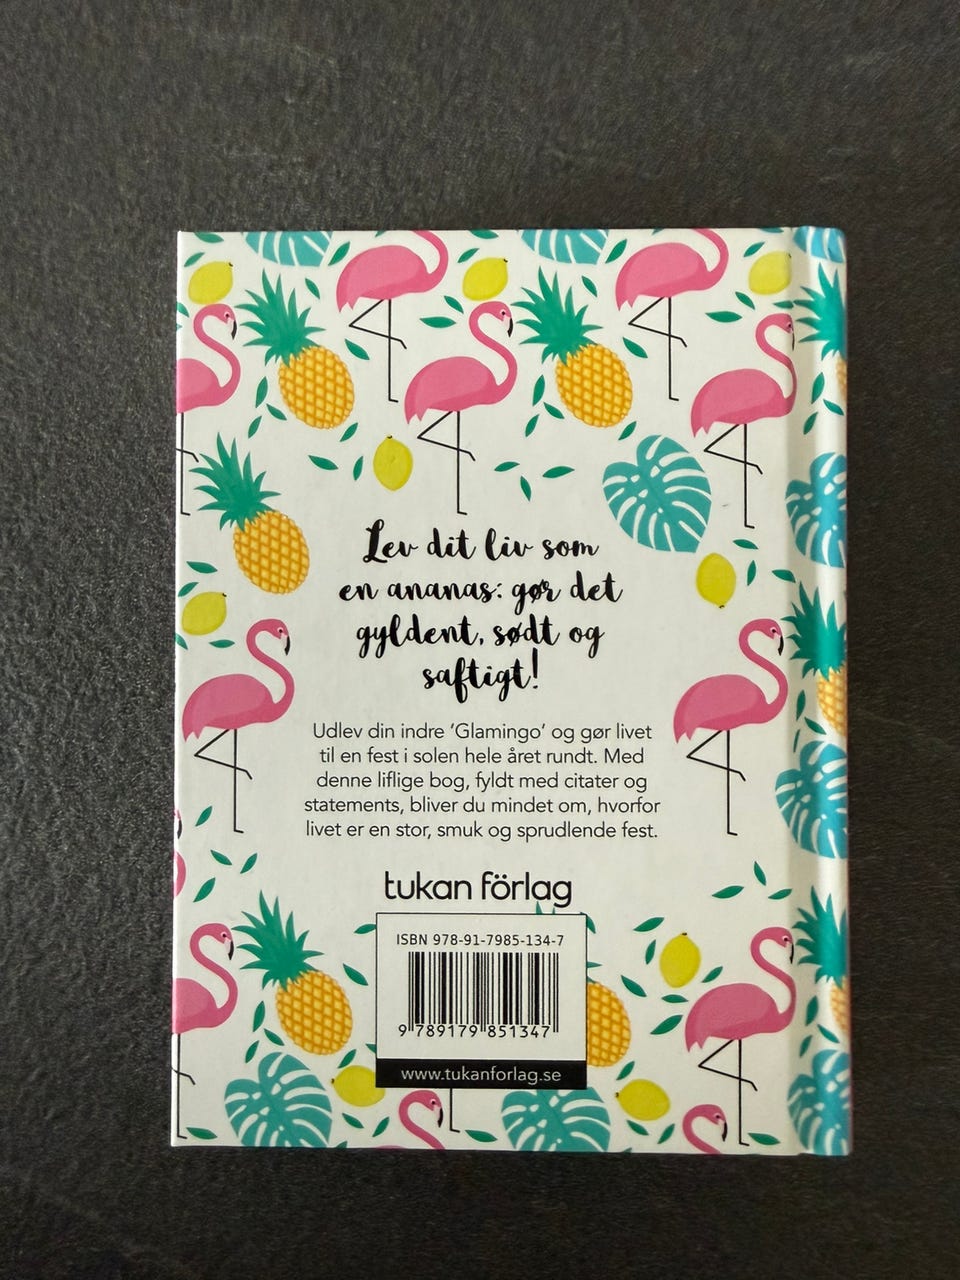 Lev dit liv som
en ananas: gør det
gyldent, sødt og
saftigt!
Udlev din indre ‘Glamingo’ og gør livet
til en fest i solen hele året rundt. Med
denne liflige bog, fyldt med citater og
statements, bliver du mindet om, hvorfor
livet er en stor, smuk og sprudlende fest.
tukan förlag
ISBN 978-91-7985-134-7
9 789179 851347
www.tukanforlag.se